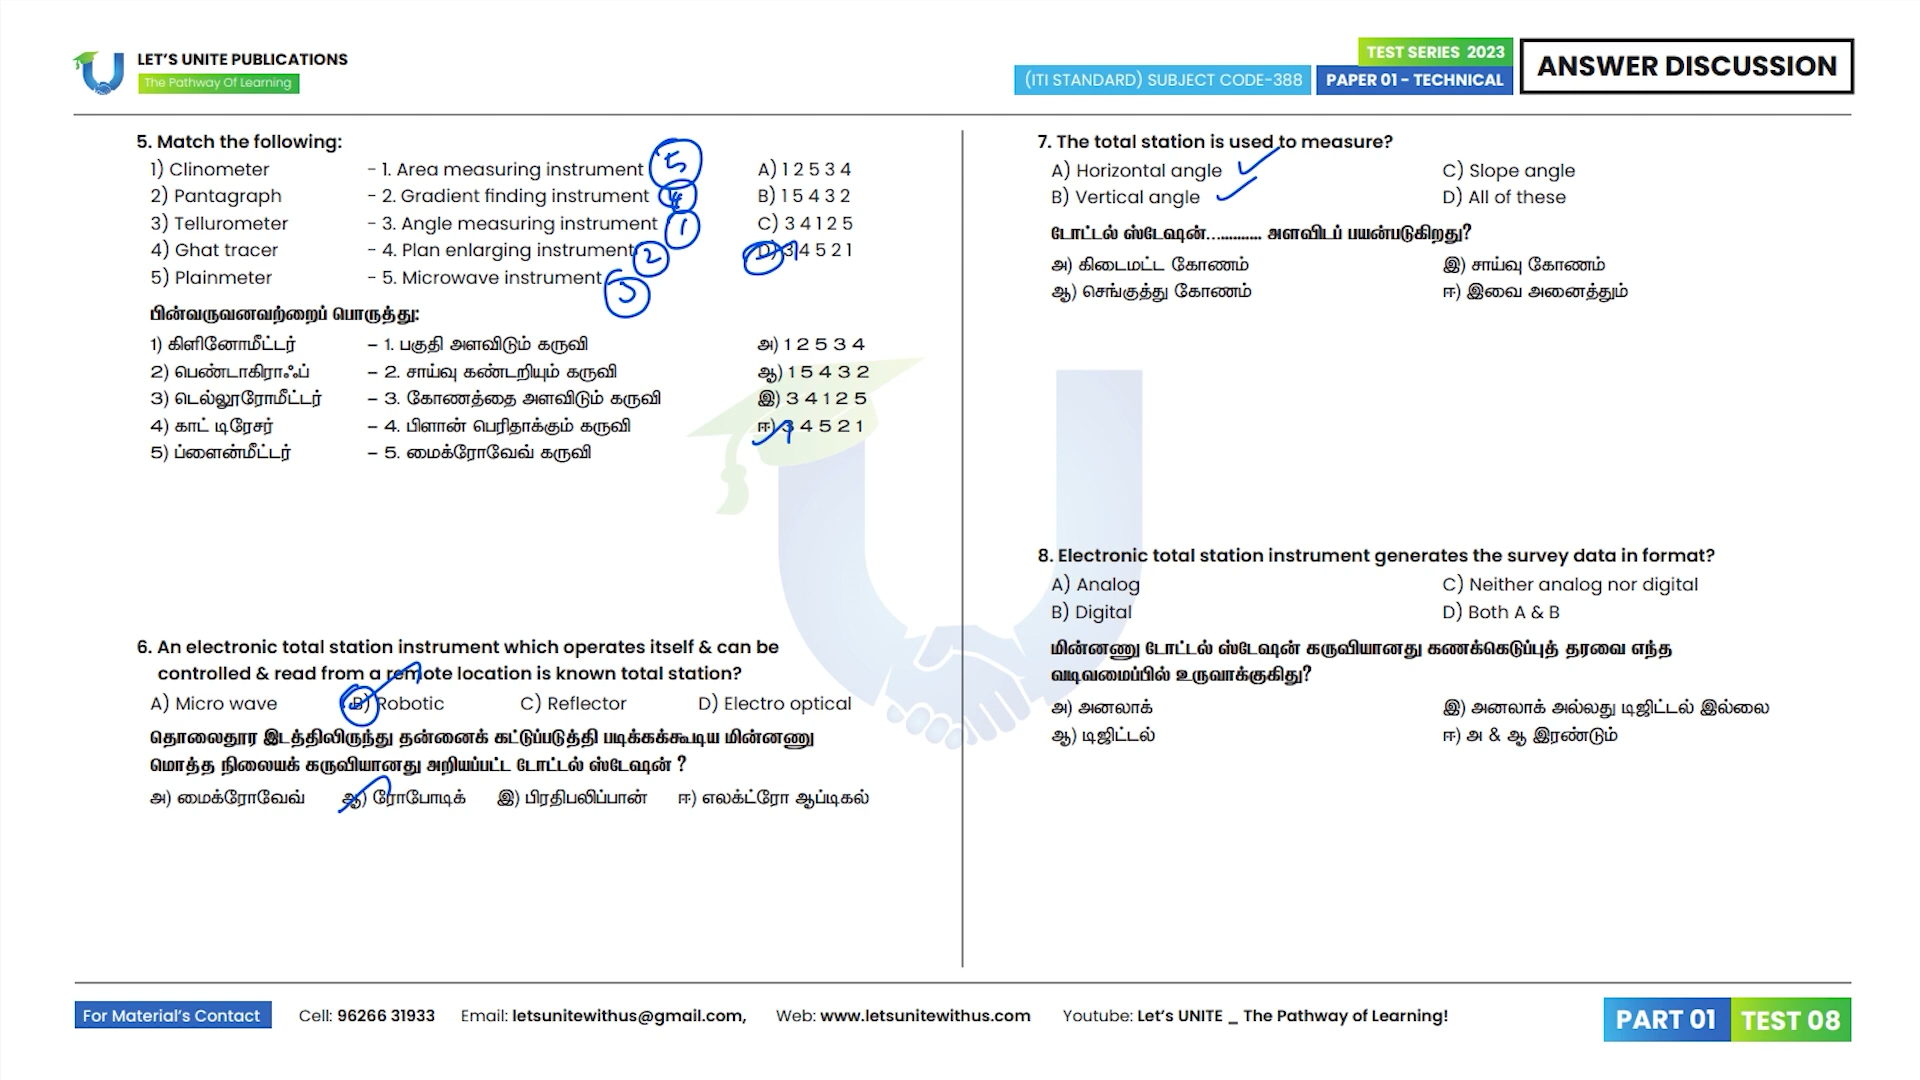 LET'S UNITE PUBLICATIONS
The Pathway Of Learning
TEST SERIES 2023
(ITI STANDARD) SUBJECT CODE-388
PAPER 01 - TECHNICAL
ANSWER DISCUSSION
5. Match the following:
1) Clinometer - 1. Area measuring instrument 5 A) 1 2 5 3 4
2) Pantagraph - 2. Gradient finding instrument 4 B) 1 5 4 3 2
3) Tellurometer - 3. Angle measuring instrument 1 C) 3 4 1 2 5
4) Ghat tracer - 4. Plan enlarging instrument 2 D) 3 4 5 2 1
5) Plainmeter - 5. Microwave instrument 3
பின்வருவனவற்றைப் பொருத்து:
1) கிளினோமீட்டர் – 1. பகுதி அளவிடும் கருவி அ) 1 2 5 3 4
2) பெண்டாகிராஃப் – 2. சாய்வு கண்டறியும் கருவி ஆ) 1 5 4 3 2
3) டெல்லூரோமீட்டர் – 3. கோணத்தை அளவிடும் கருவி இ) 3 4 1 2 5
4) காட் டிரேசர் – 4. பிளான் பெரிதாக்கும் கருவி ஈ) 3 4 5 2 1
5) ப்ளைன்மீட்டர் – 5. மைக்ரோவேவ் கருவி
6. An electronic total station instrument which operates itself & can be
controlled & read from a remote location is known total station?
A) Micro wave B) Robotic C) Reflector D) Electro optical
தொலைதூர இடத்திலிருந்து தன்னைக் கட்டுப்படுத்தி படிக்கக்கூடிய மின்னணு
மொத்த நிலையக் கருவியானது அறியப்பட்ட டோட்டல் ஸ்டேஷன் ?
அ) மைக்ரோவேவ் ஆ) ரோபோடிக் இ) பிரதிபலிப்பான் ஈ) எலக்ட்ரோ ஆப்டிகல்
7. The total station is used to measure?
A) Horizontal angle C) Slope angle
B) Vertical angle D) All of these
டோட்டல் ஸ்டேஷன்............. அளவிடப் பயன்படுகிறது?
அ) கிடைமட்ட கோணம் இ) சாய்வு கோணம்
ஆ) செங்குத்து கோணம் ஈ) இவை அனைத்தும்
8. Electronic total station instrument generates the survey data in format?
A) Analog C) Neither analog nor digital
B) Digital D) Both A & B
மின்னணு டோட்டல் ஸ்டேஷன் கருவியானது கணக்கெடுப்புத் தரவை எந்த
வடிவமைப்பில் உருவாக்குகிது?
அ) அனலாக் இ) அனலாக் அல்லது டிஜிட்டல் இல்லை
ஆ) டிஜிட்டல் ஈ) அ & ஆ இரண்டும்
For Material's Contact Cell: 96266 31933 Email: letsunitewithus@gmail.com, Web: www.letsunitewithus.com Youtube: Let's UNITE _ The Pathway of Learning!
PART 01 TEST 08